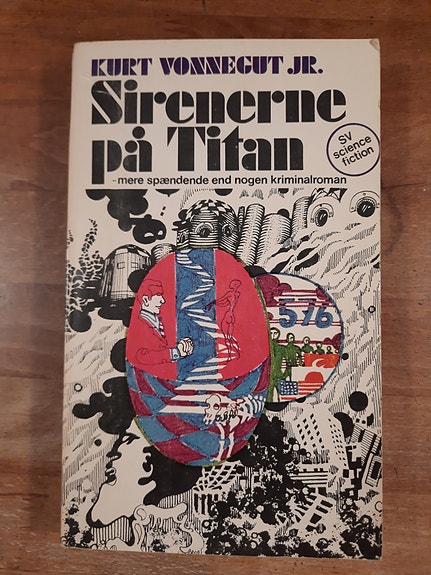 KURT VONNEGUT JR.
Sirenerne
på Titan
SV
science
fiction
-mere spændende end nogen kriminalroman
576